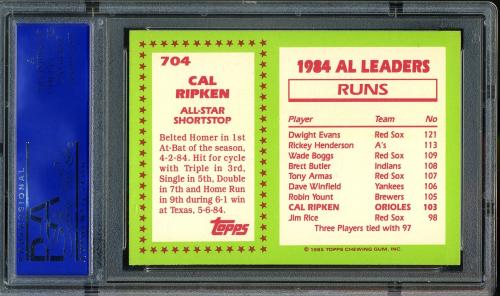 704
CAL
RIPKEN
ALL-STAR
SHORTSTOP
Belted Homer in 1st
At-Bat of the season,
4-2-84. Hit for cycle
with Triple in 3rd,
Single in 5th, Double
in 7th and Home Run
in 9th during 6-1 win
at Texas, 5-6-84.
Topps
1984 AL LEADERS
RUNS
Player Team No
Dwight Evans Red Sox 121
Rickey Henderson A's 113
Wade Boggs Red Sox 109
Brett Butler Indians 108
Tony Armas Red Sox 107
Dave Winfield Yankees 106
Robin Yount Brewers 105
CAL RIPKEN ORIOLES 103
Jim Rice Red Sox 98
Three Players tied with 97
© 1985 TOPPS CHEWING GUM, INC.
PSA
PROFESSIONAL